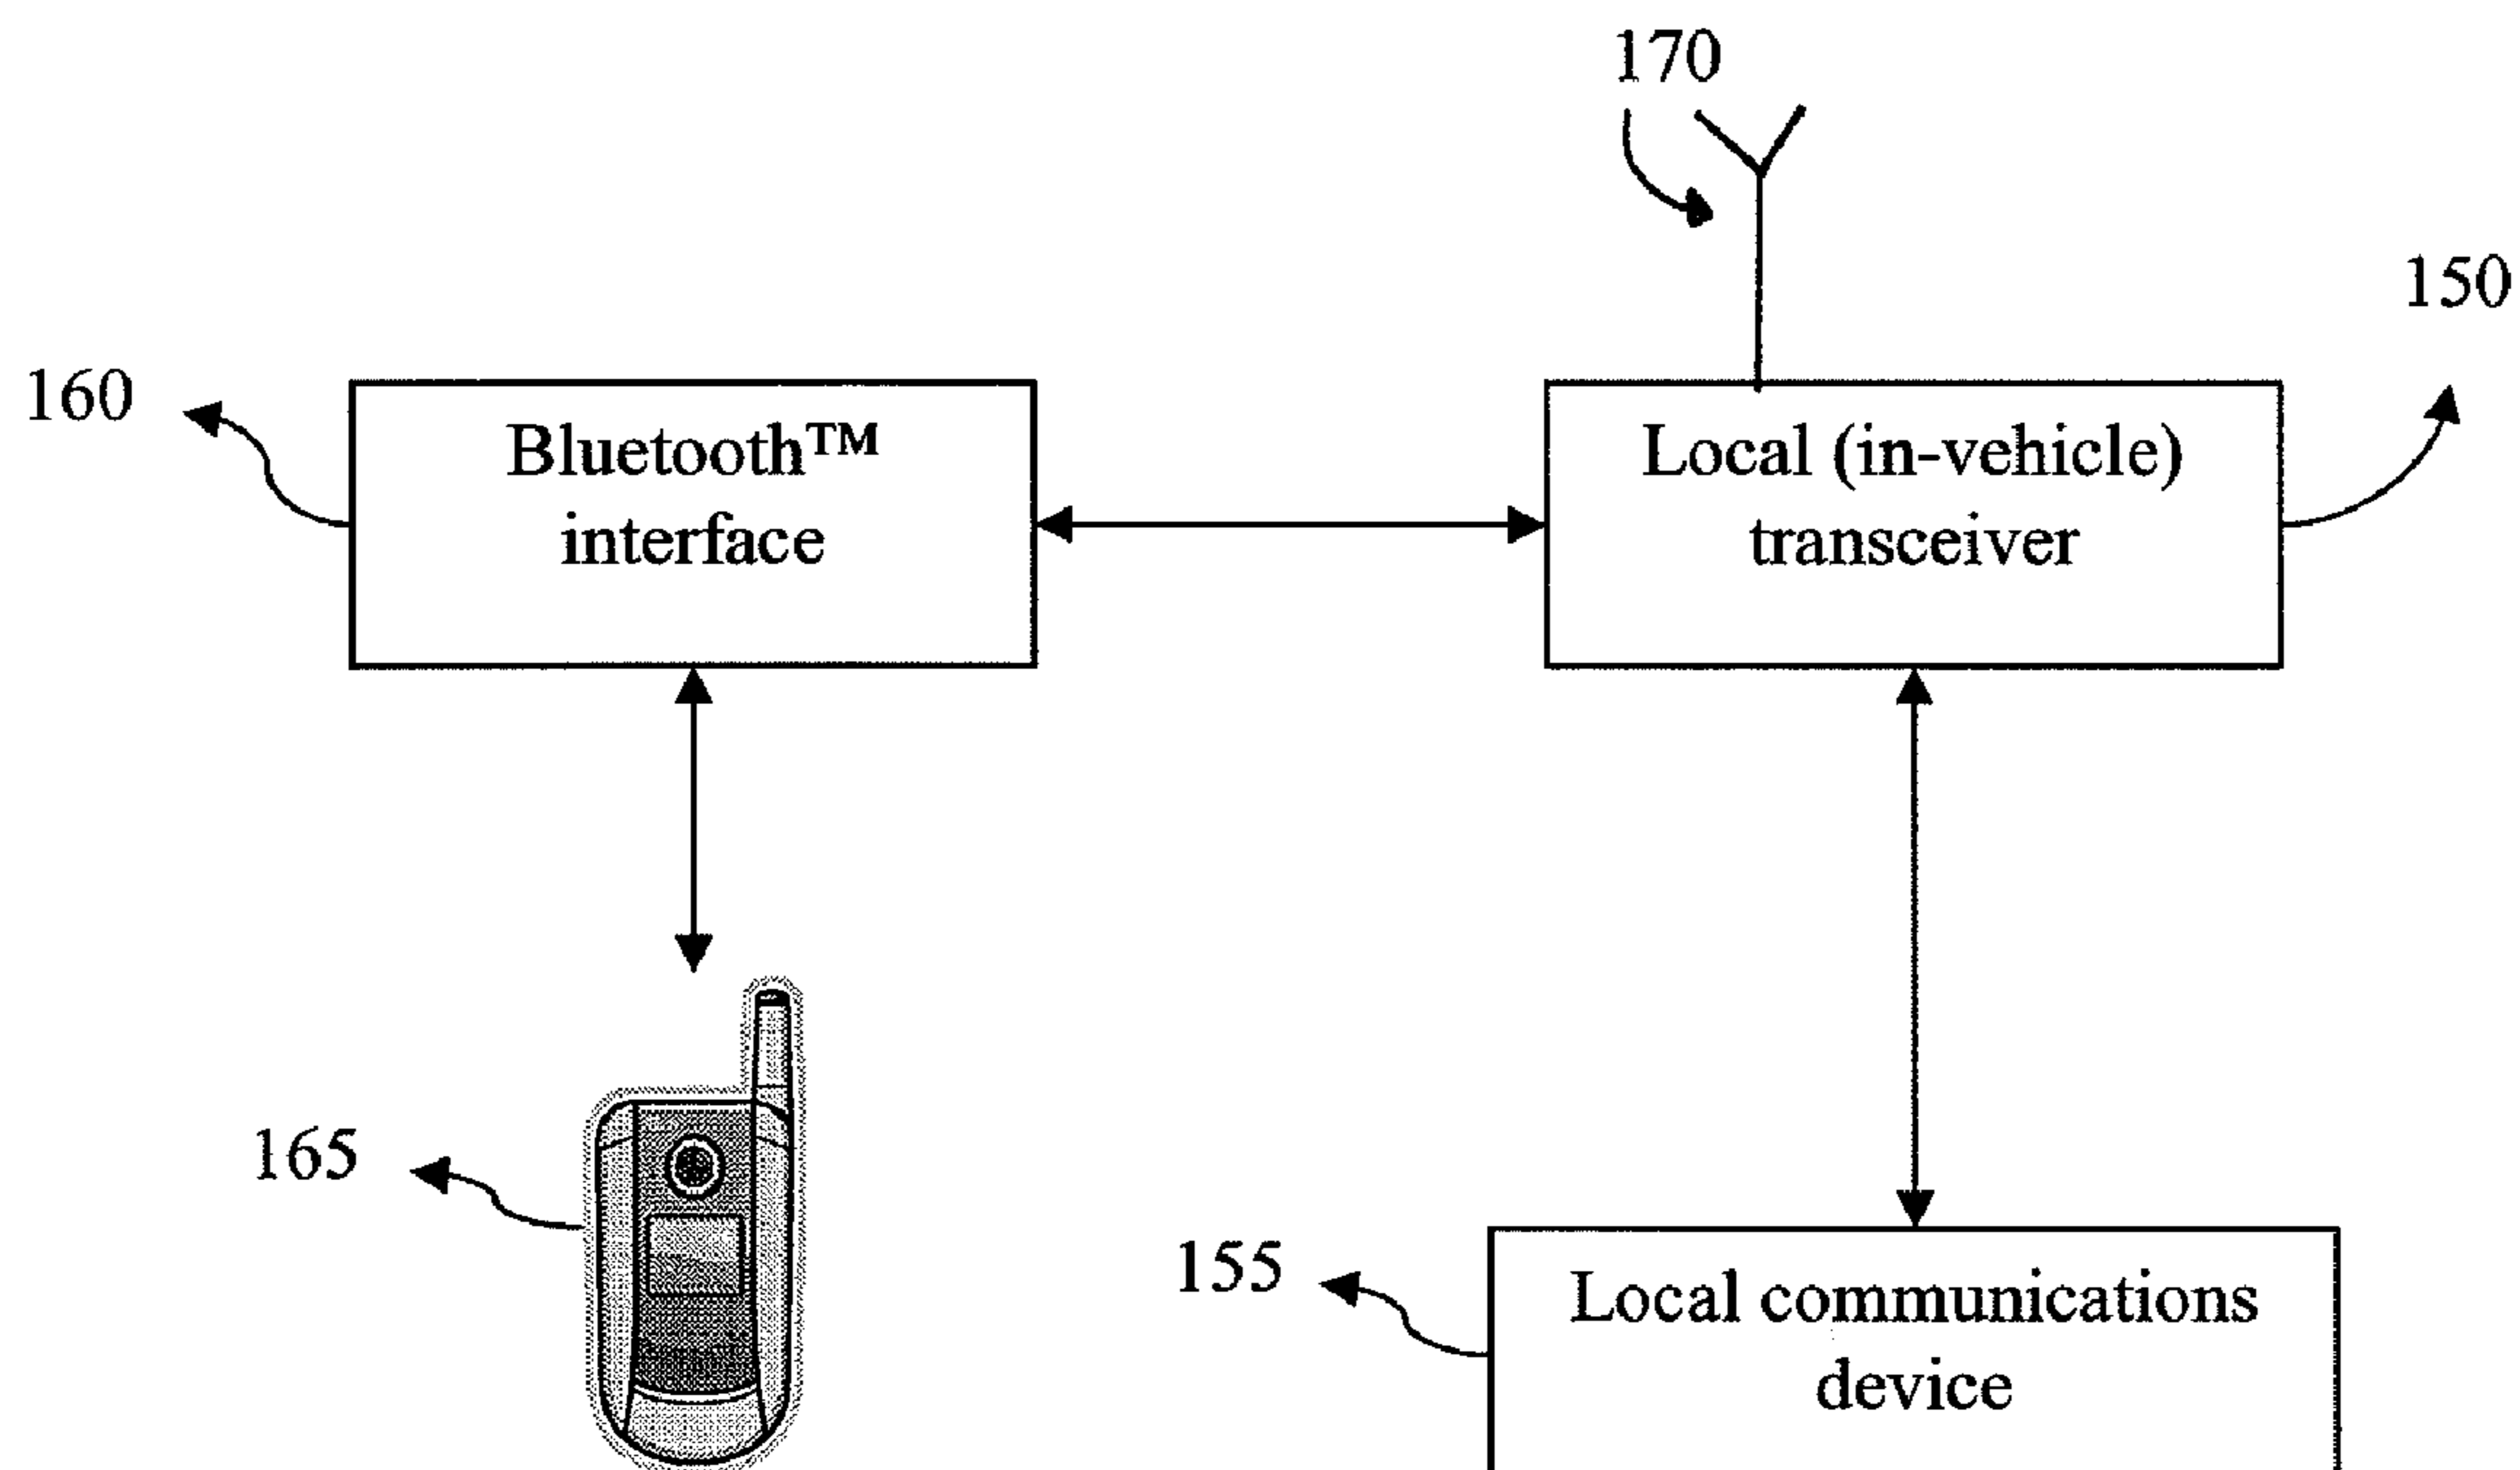 170
150
160
Bluetooth™
interface
Local (in-vehicle)
transceiver
165
155
Local communications
device